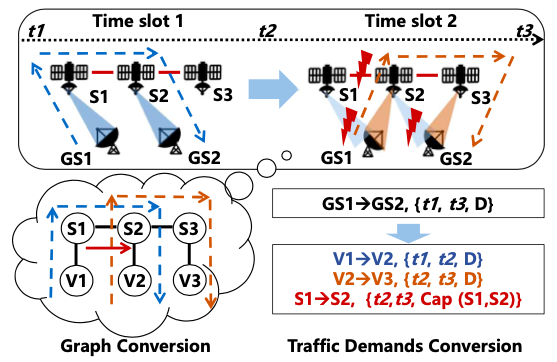 Time slot 1
Time slot 2
t1
t2
t3
S1
S2
S3
S1
S2
S3
GS1
GS2
GS1
GS2
S1
S2
S3
V1
V2
V3
GS1→GS2, {t1, t3, D}
V1→V2, {t1, t2, D}
V2→V3, {t2, t3, D}
S1→S2, {t2,t3, Cap (S1,S2)}
Graph Conversion
Traffic Demands Conversion